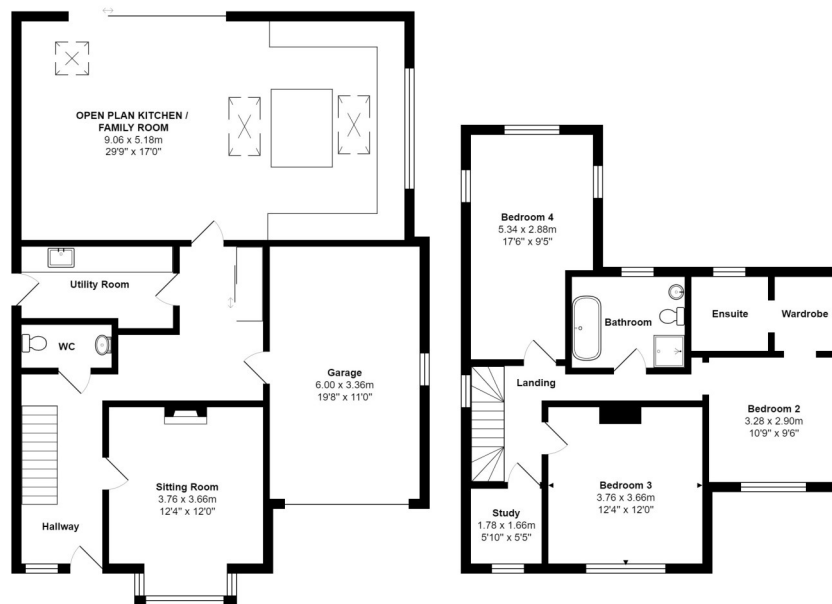 OPEN PLAN KITCHEN /
FAMILY ROOM
9.06 x 5.18m
29'9" x 17'0"
Utility Room
WC
Garage
6.00 x 3.36m
19'8" x 11'0"
Sitting Room
3.76 x 3.66m
12'4" x 12'0"
Hallway
Bedroom 4
5.34 x 2.88m
17'6" x 9'5"
Bathroom
Ensuite
Wardrobe
Landing
Bedroom 2
3.28 x 2.90m
10'9" x 9'6"
Bedroom 3
3.76 x 3.66m
12'4" x 12'0"
Study
1.78 x 1.66m
5'10" x 5'5"